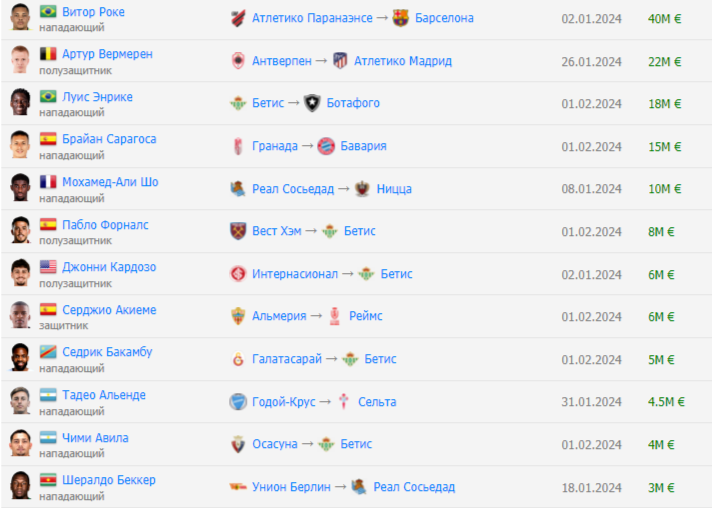 Витор Роке
нападающий
Атлетико Паранаэнсе → Барселона 02.01.2024 40M €
Артур Вермерен
полузащитник
Антверпен → Атлетико Мадрид 26.01.2024 22M €
Луис Энрике
нападающий
Бетис → Ботафого 01.02.2024 18M €
Брайан Сарагоса
нападающий
Гранада → Бавария 01.02.2024 15M €
Мохамед-Али Шо
нападающий
Реал Сосьедад → Ницца 08.01.2024 10M €
Пабло Форналс
полузащитник
Вест Хэм → Бетис 01.02.2024 8M €
Джонни Кардозо
полузащитник
Интернасионал → Бетис 02.01.2024 6M €
Серджио Акиеме
защитник
Альмерия → Реймс 01.02.2024 6M €
Седрик Бакамбу
нападающий
Галатасарай → Бетис 01.02.2024 5M €
Тадео Альенде
нападающий
Годой-Крус → Сельта 31.01.2024 4.5M €
Чими Авила
нападающий
Осасуна → Бетис 01.02.2024 4M €
Шералдо Беккер
нападающий
Унион Берлин → Реал Сосьедад 18.01.2024 3M €